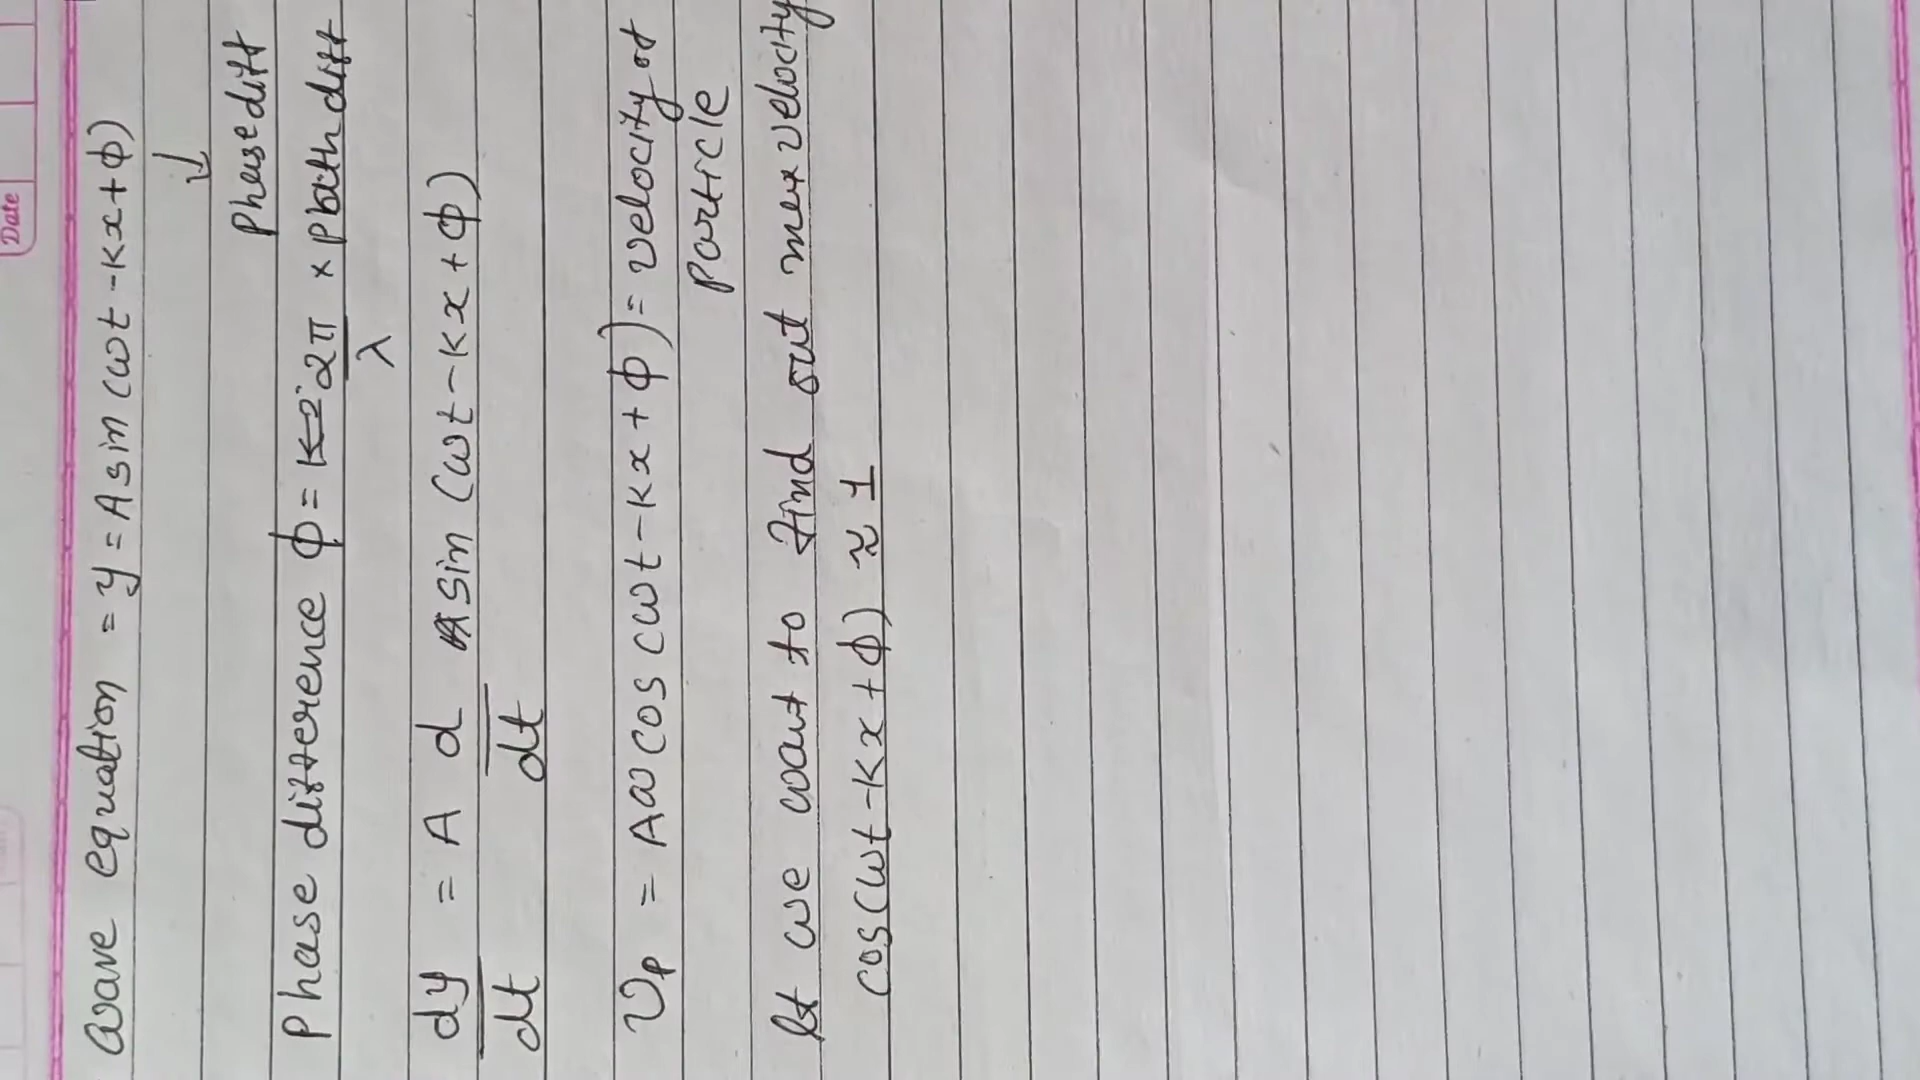 Date
Wave equation = y = A sin (ωt - kx + ϕ)
↓
Phase diff
Phase difference ϕ = 2π/λ × Path diff
dy/dt = A d/dt sin (ωt - kx + ϕ)
υₚ = Aω cos (ωt - kx + ϕ) = velocity of
particle
If we want to find out max velocity
cos (ωt - kx + ϕ) ≈ 1